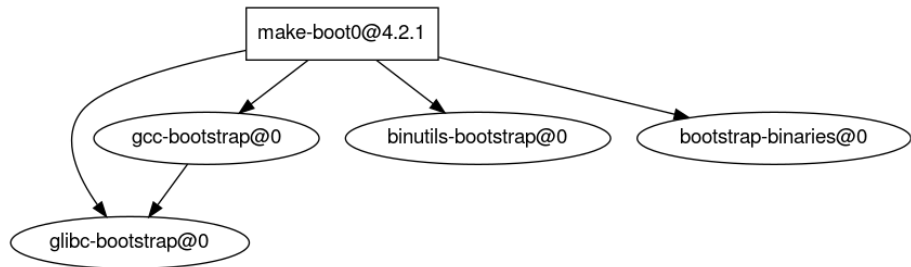 make-boot0@4.2.1
gcc-bootstrap@0
binutils-bootstrap@0
bootstrap-binaries@0
glibc-bootstrap@0